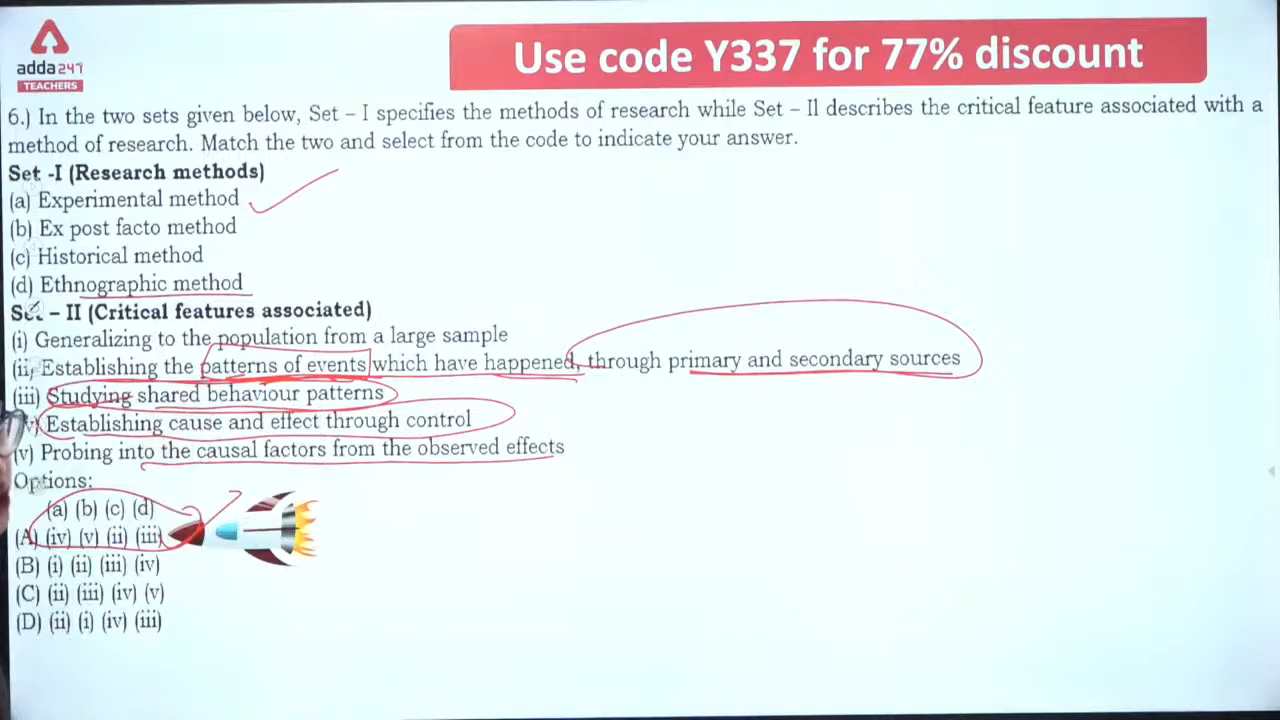 adda247
TEACHERS
Use code Y337 for 77% discount
6.) In the two sets given below, Set – I specifies the methods of research while Set – II describes the critical feature associated with a
method of research. Match the two and select from the code to indicate your answer.
Set -I (Research methods)
(a) Experimental method
(b) Ex post facto method
(c) Historical method
(d) Ethnographic method
Set – II (Critical features associated)
(i) Generalizing to the population from a large sample
(ii) Establishing the patterns of events which have happened, through primary and secondary sources
(iii) Studying shared behaviour patterns
Establishing cause and effect through control
(v) Probing into the causal factors from the observed effects
Options:
(a) (b) (c) (d)
(A) (iv) (v) (ii) (iii)
(B) (i) (ii) (iii) (iv)
(C) (ii) (iii) (iv) (v)
(D) (ii) (i) (iv) (iii)